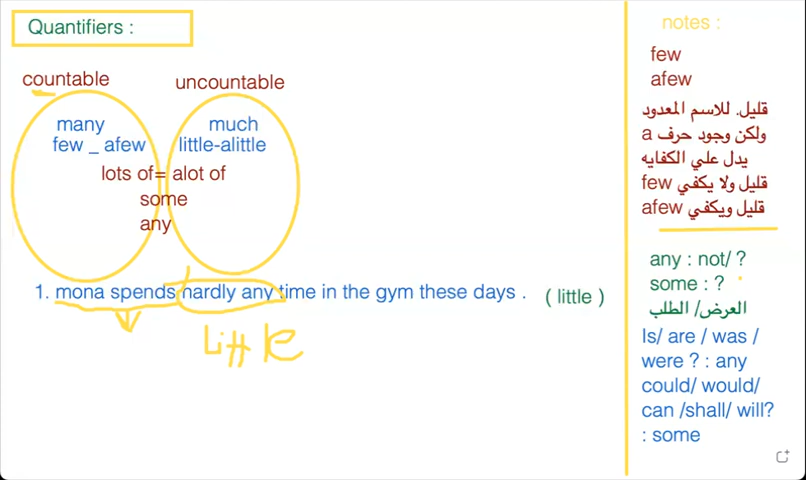 Quantifiers :
countable
uncountable
many
few _ afew
much
little-alittle
lots of= alot of
some
any
1. mona spends hardly any time in the gym these days . ( little )
Little
notes :
few
afew
قليل. للاسم المعدود
ولكن وجود حرف a
يدل علي الكفايه
قليل ولا يكفي few
قليل ويكفي afew
any : not/ ?
some : ?
العرض/ الطلب
Is/ are / was /
were ? : any
could/ would/
can /shall/ will?
: some